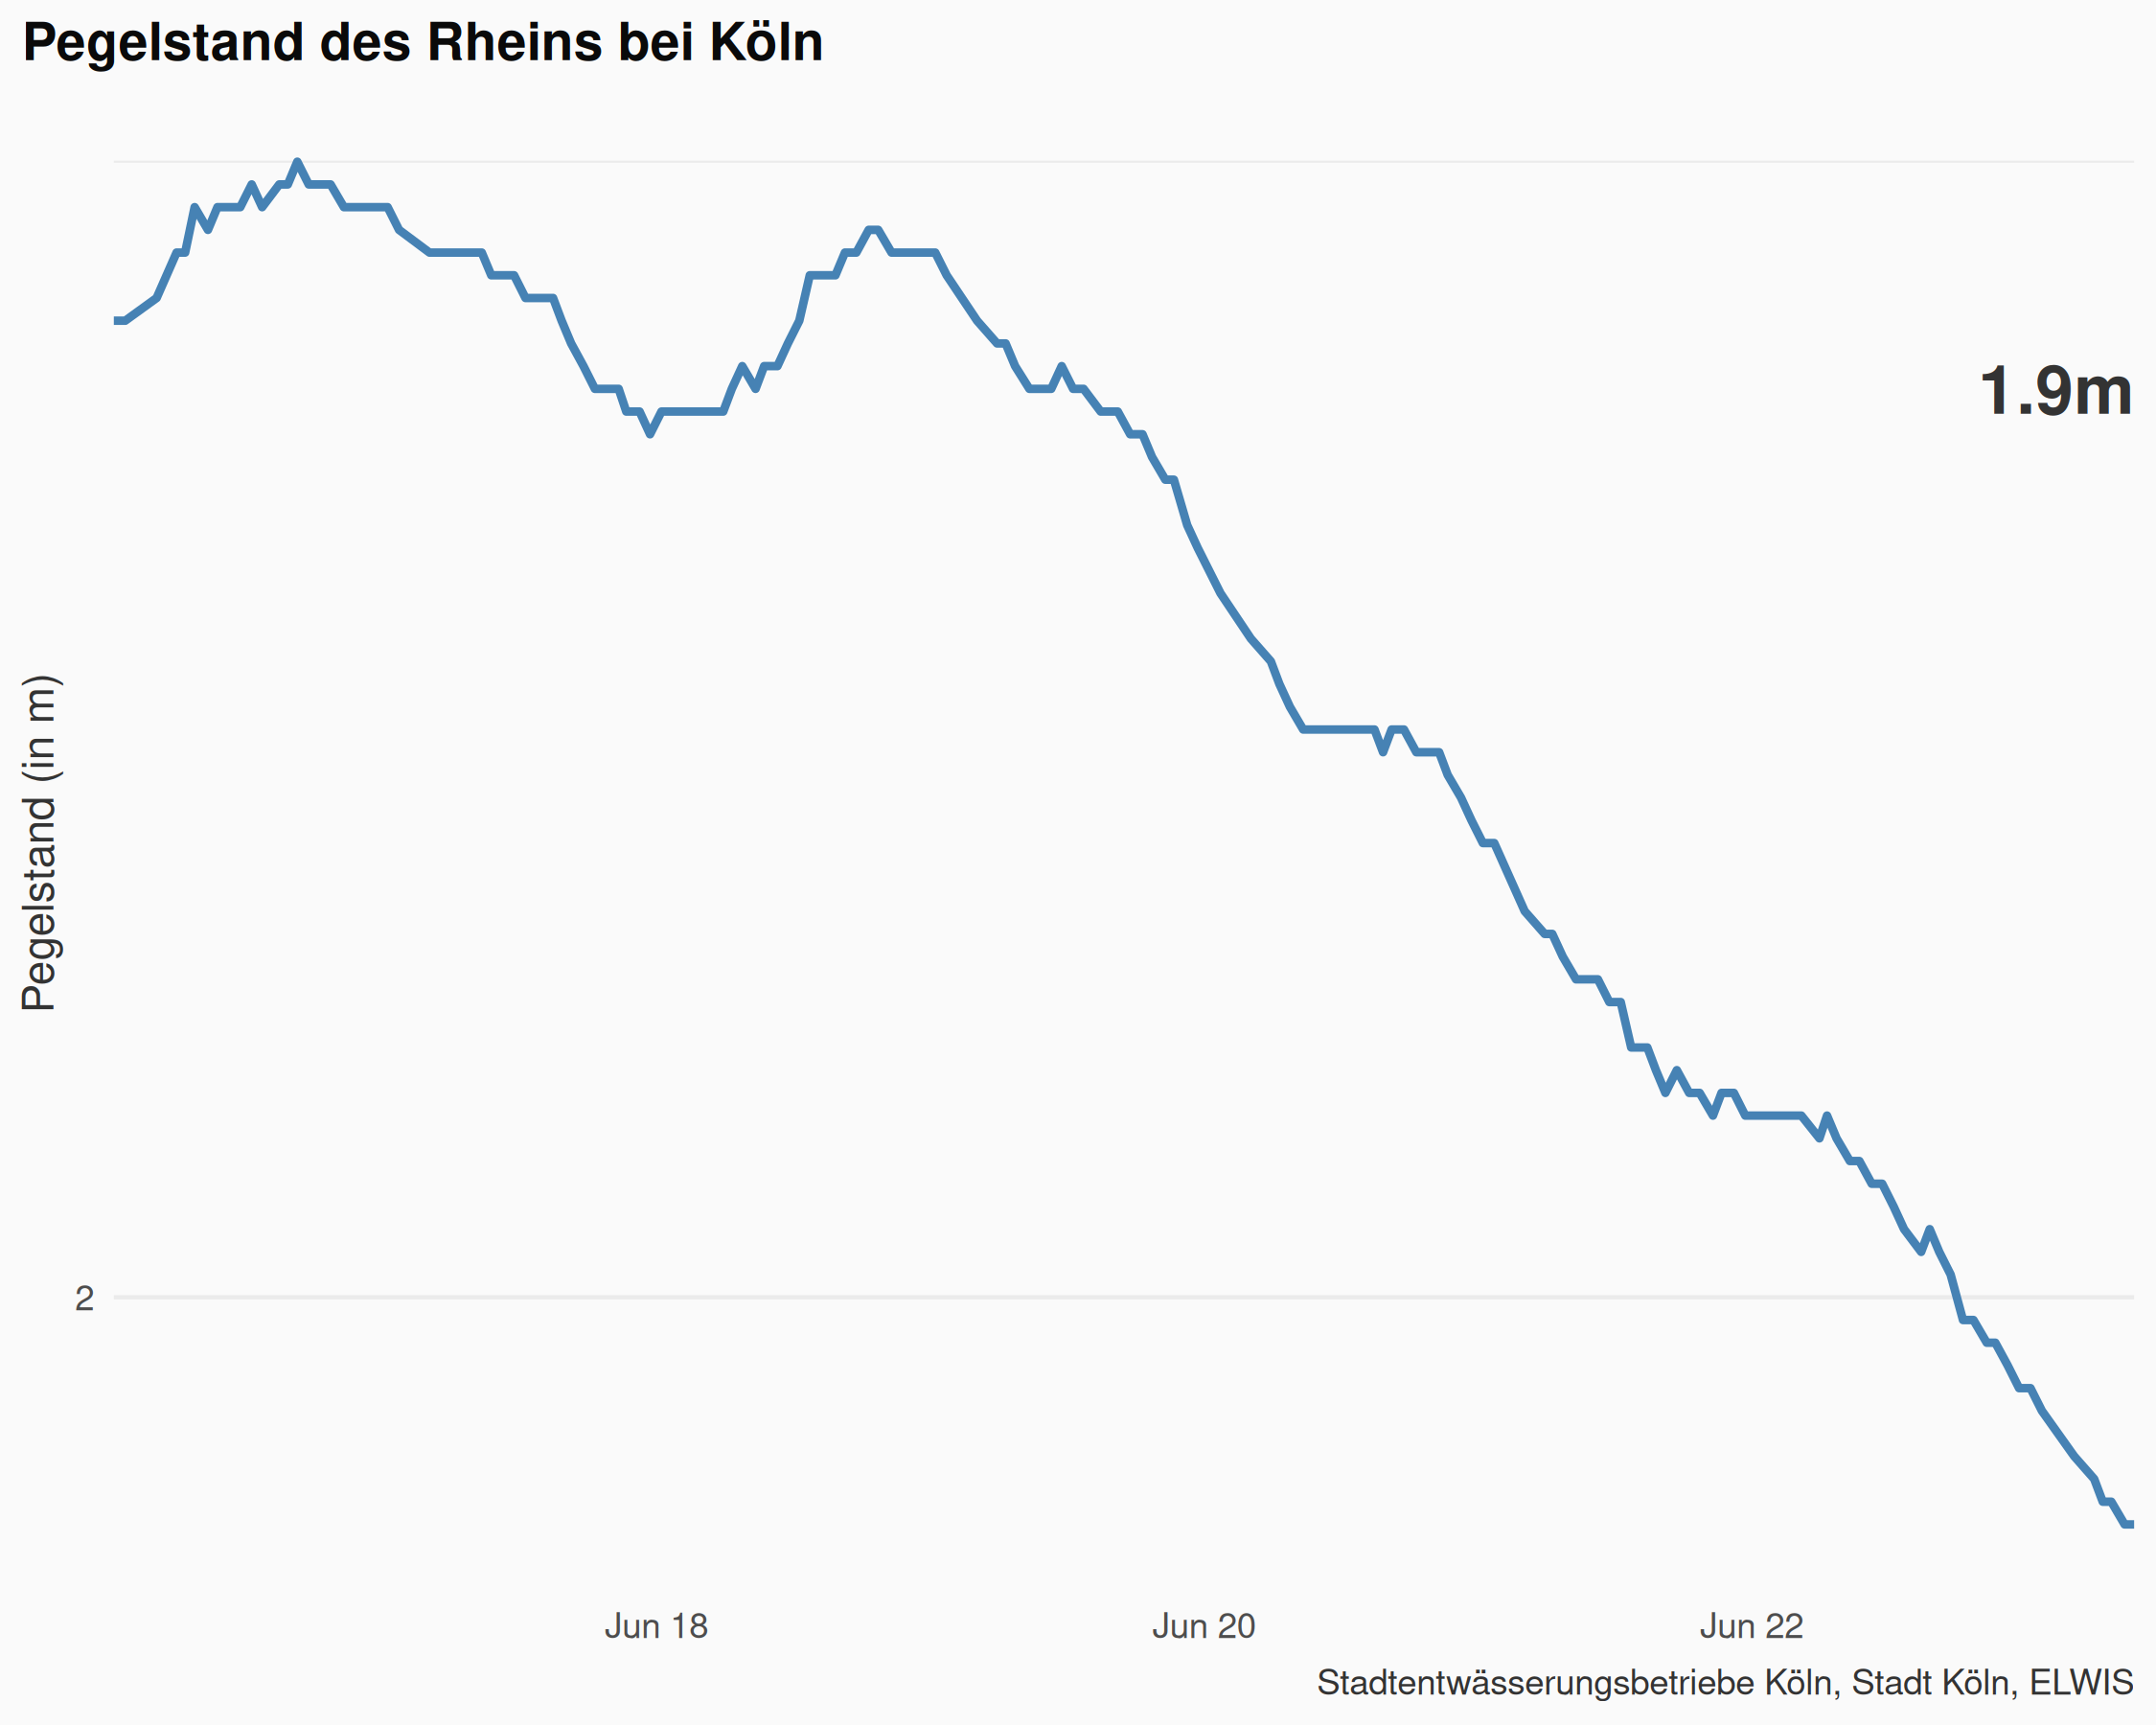 Pegelstand des Rheins bei Köln
1.9m
Pegelstand (in m)
2
Jun 18
Jun 20
Jun 22
Stadtentwässerungsbetriebe Köln, Stadt Köln, ELWIS